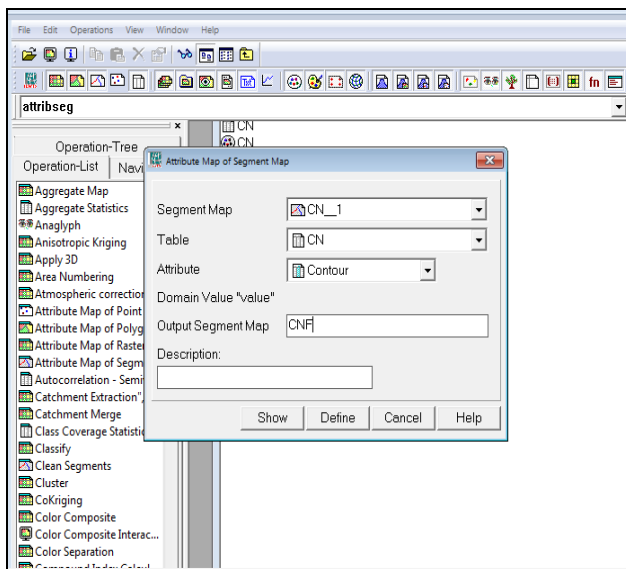 File Edit Operations View Window Help
attribseg
CN
CN
Operation-Tree
Operation-List Navi
Aggregate Map
Aggregate Statistics
Anaglyph
Anisotropic Kriging
Apply 3D
Area Numbering
Atmospheric correction
Attribute Map of Point
Attribute Map of Polyg
Attribute Map of Raste
Attribute Map of Segm
Autocorrelation - Semi
Catchment Extraction",
Catchment Merge
Class Coverage Statistic
Classify
Clean Segments
Cluster
CoKriging
Color Composite
Color Composite Interac...
Color Separation
Attribute Map of Segment Map
Segment Map CN__1
Table CN
Attribute Contour
Domain Value "value"
Output Segment Map CNF
Description:
Show Define Cancel Help